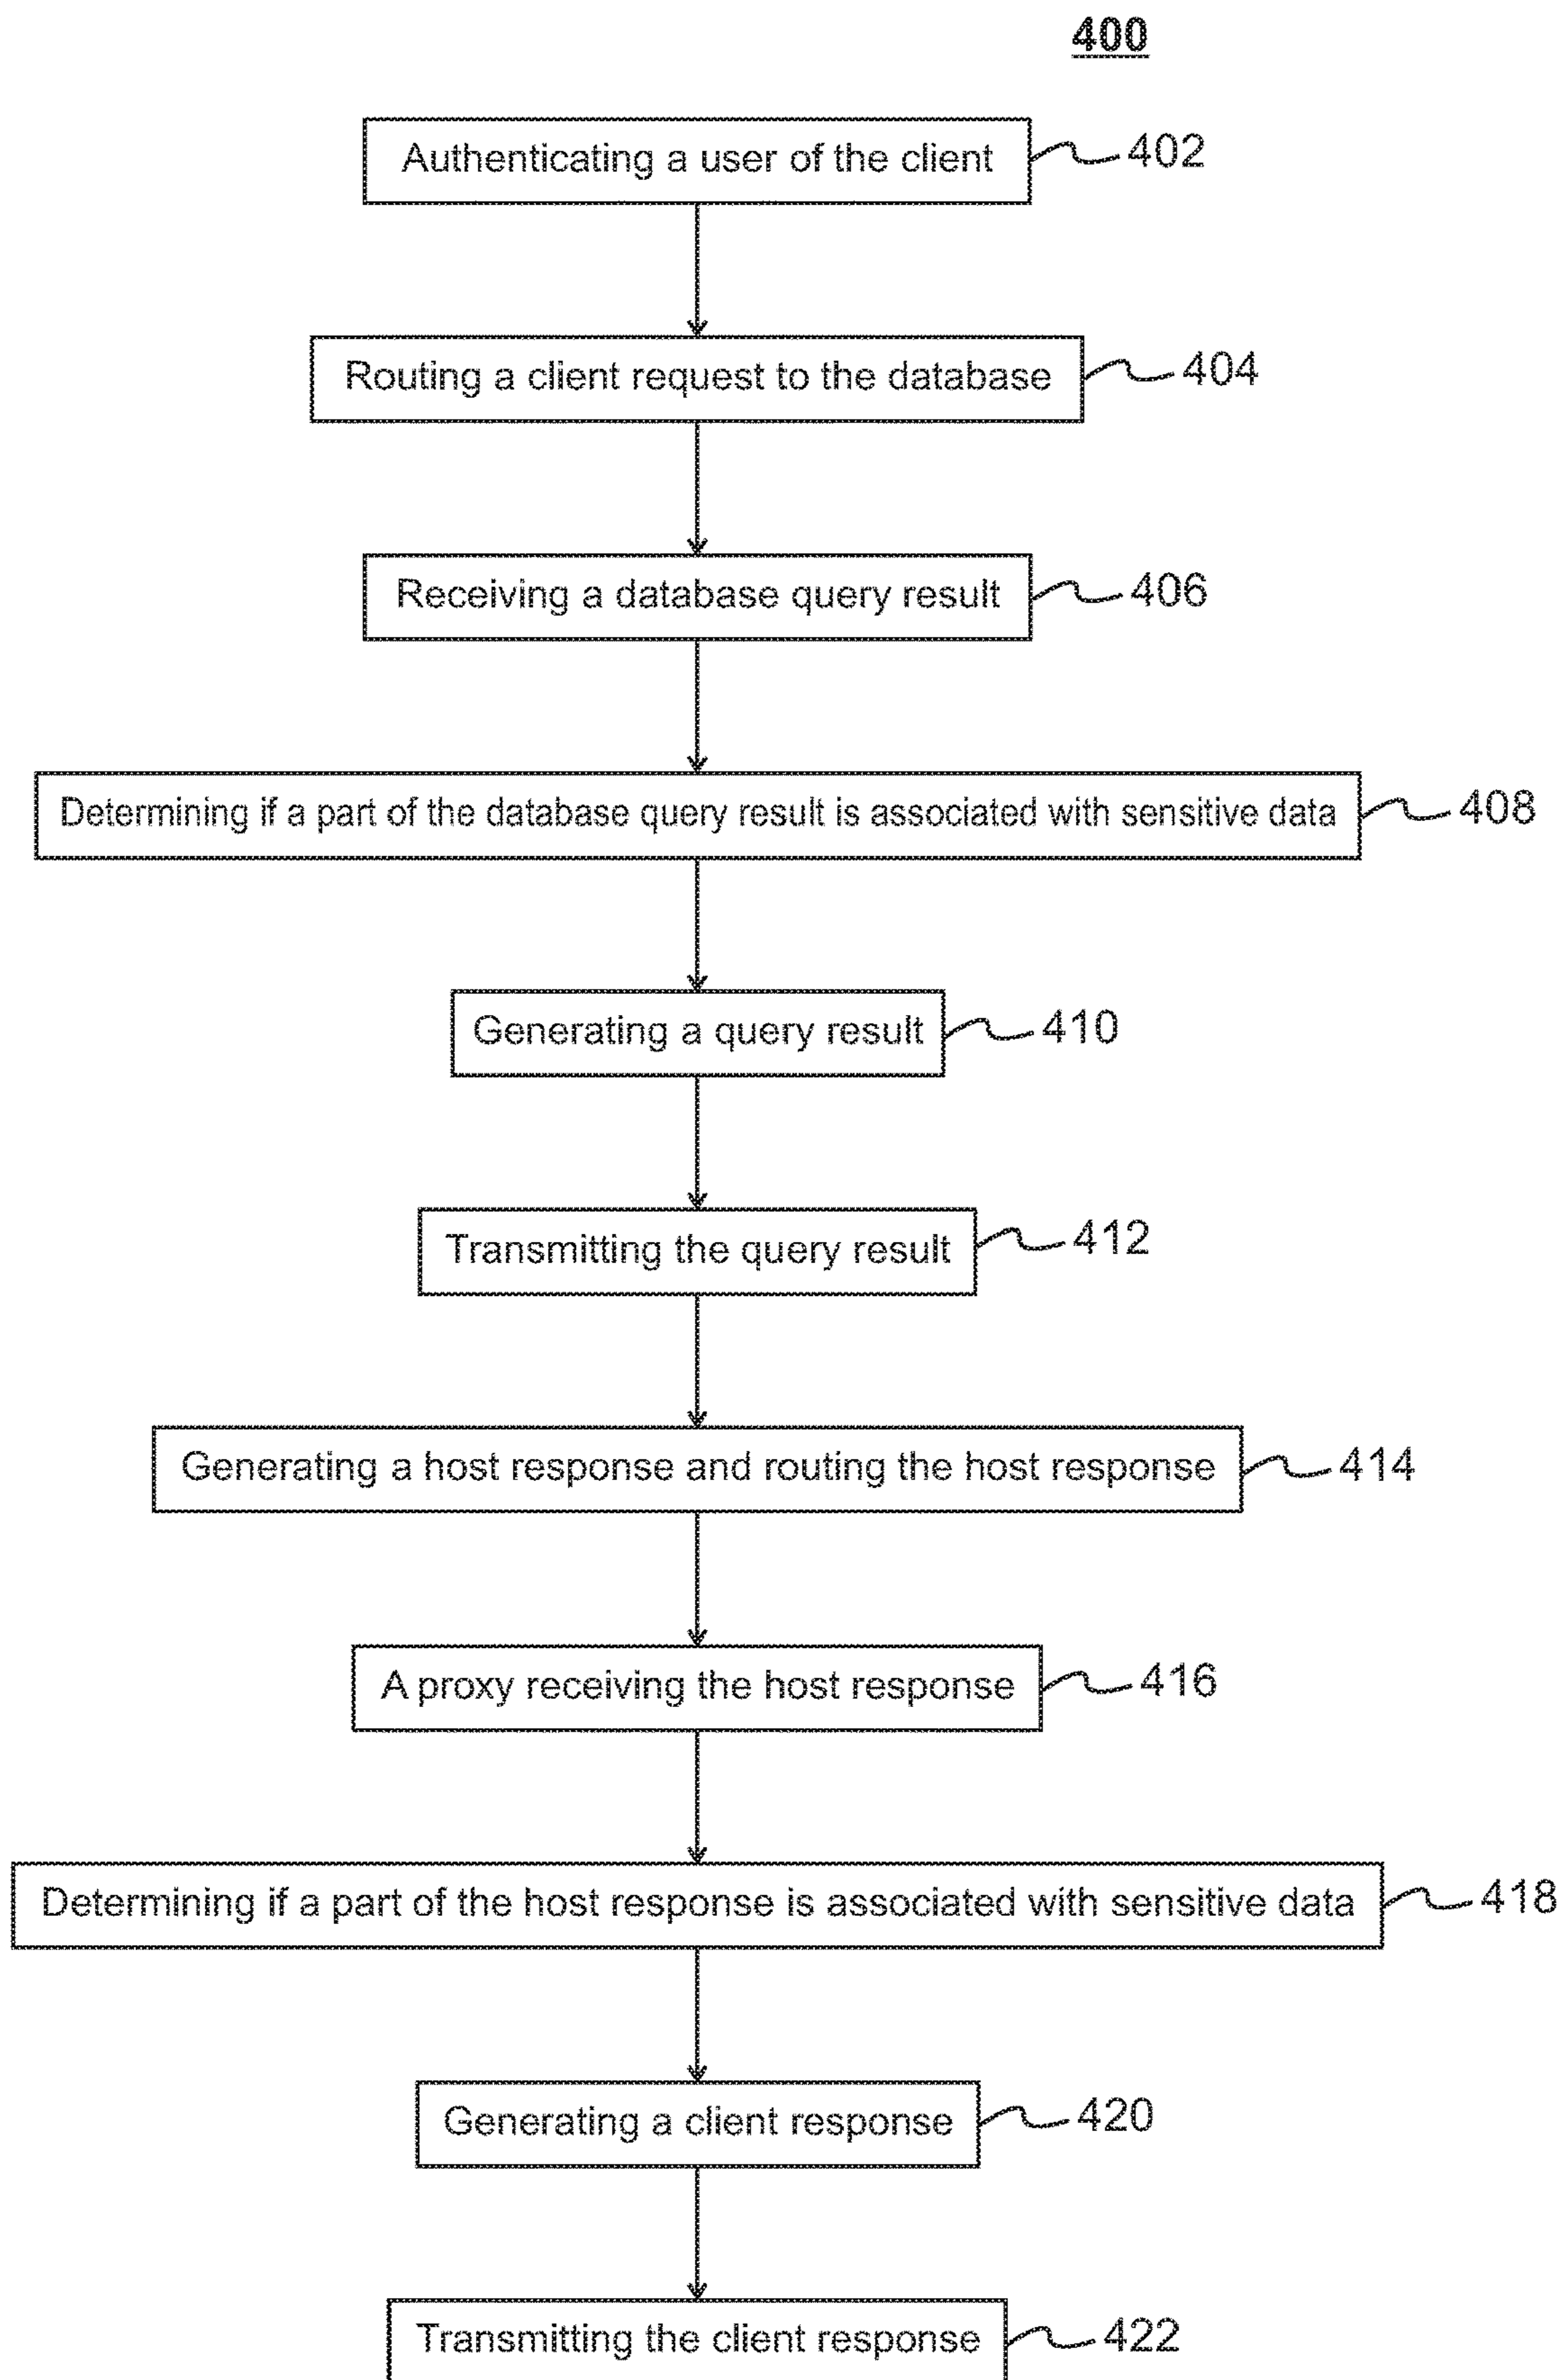 400
Authenticating a user of the client 402
Routing a client request to the database 404
Receiving a database query result 406
Determining if a part of the database query result is associated with sensitive data 408
Generating a query result 410
Transmitting the query result 412
Generating a host response and routing the host response 414
A proxy receiving the host response 416
Determining if a part of the host response is associated with sensitive data 418
Generating a client response 420
Transmitting the client response 422